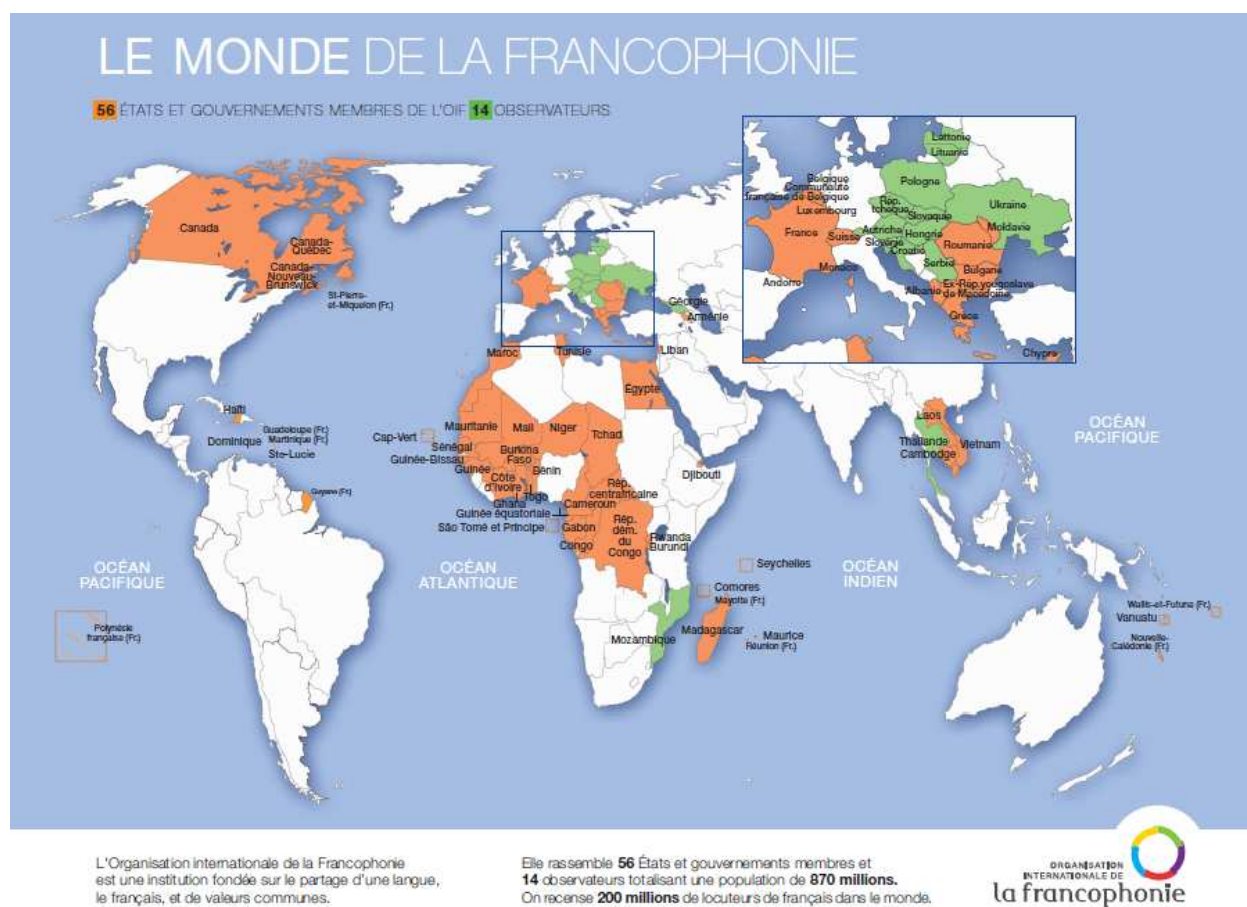 LE MONDE DE LA FRANCOPHONIE
56 ÉTATS ET GOUVERNEMENTS MEMBRES DE L'OIF 14 OBSERVATEURS
Canada
Canada-
Québec
Canada-
Nouveau-
Brunswick
St-Pierre-
et-Miquelon (Fr.)
Haïti
Guadeloupe (Fr.)
Martinique (Fr.)
Dominique
Ste-Lucie
Guyane (Fr.)
OCÉAN
PACIFIQUE
Polynésie
française (Fr.)
OCÉAN
ATLANTIQUE
Lettonie
Lituanie
Belgique
Communauté
française de Belgique
Luxembourg
Pologne
Rép.
tchèque
Slovaquie
Ukraine
Moldavie
France
Suisse
Autriche
Hongrie
Slovénie
Croatie
Roumanie
Serbie
Bulgarie
Monaco
Andorre
Albanie
Ex-Rép. yougoslave
de Macédoine
Grèce
Chypre
Géorgie
Arménie
Liban
Maroc
Tunisie
Égypte
Mauritanie
Mali
Niger
Tchad
Cap-Vert
Sénégal
Guinée-Bissau
Guinée
Burkina
Faso
Bénin
Côte
d'Ivoire
Togo
Ghana
Rép.
centrafricaine
Cameroun
Guinée équatoriale
São Tomé et Príncipe
Gabon
Congo
Rép.
dém.
du
Congo
Djibouti
Rwanda
Burundi
Seychelles
Comores
Mayotte (Fr.)
Mozambique
Madagascar
Maurice
Réunion (Fr.)
OCÉAN
INDIEN
Laos
Thaïlande
Vietnam
Cambodge
OCÉAN
PACIFIQUE
Wallis-et-Futuna (Fr.)
Vanuatu
Nouvelle-
Calédonie (Fr.)
L'Organisation internationale de la Francophonie
est une institution fondée sur le partage d'une langue,
le français, et de valeurs communes.
Elle rassemble 56 États et gouvernements membres et
14 observateurs totalisant une population de 870 millions.
On recense 200 millions de locuteurs de français dans le monde.
ORGANISATION
INTERNATIONALE DE
la francophonie